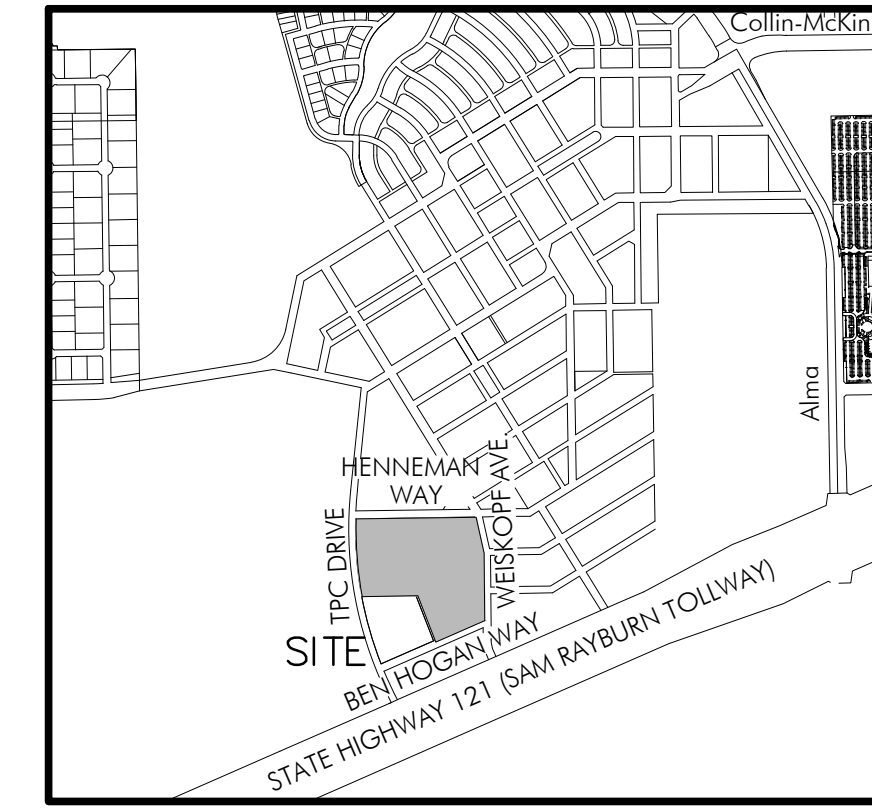 Collin-McKin
Alma
HENNEMAN
WAY
WEISKOPF AVE.
TPC DRIVE
SITE
BEN HOGAN WAY
STATE HIGHWAY 121 (SAM RAYBURN TOLLWAY)